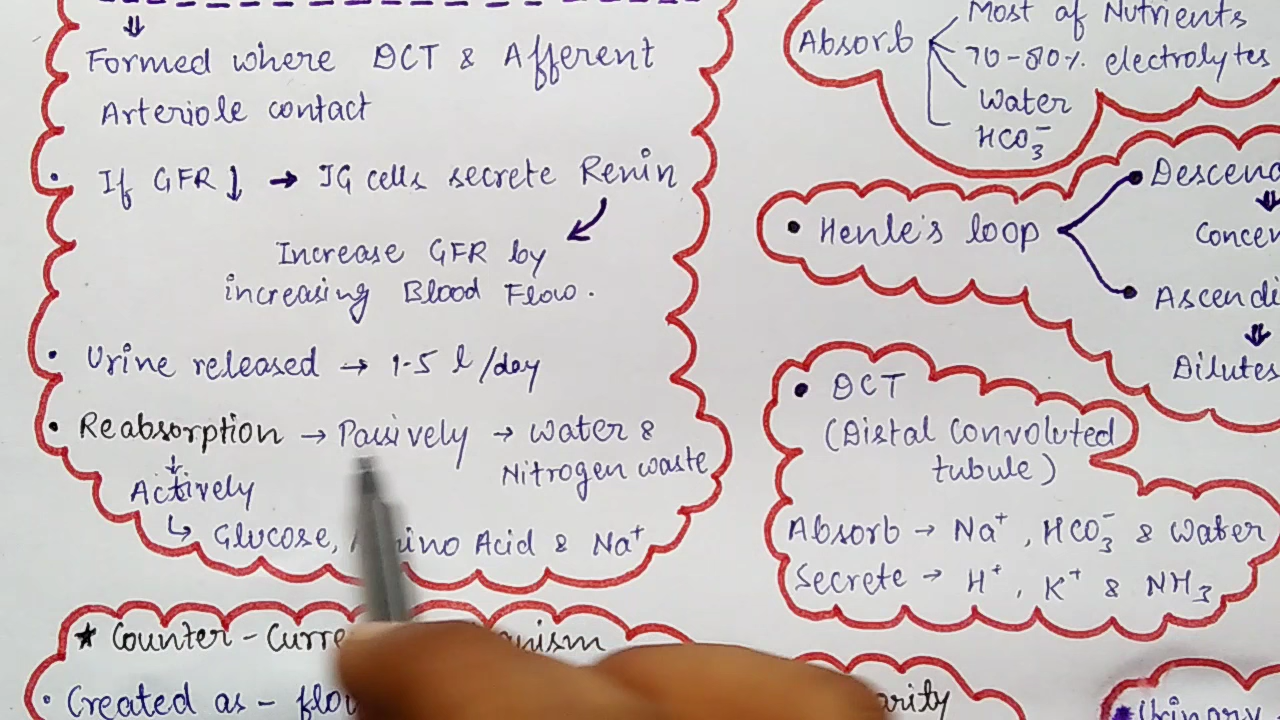 ⇓
Formed where DCT & Afferent
Arteriole contact
• If GFR ↓ → JG cells secrete Renin
Increase GFR by
increasing Blood Flow.
• Urine released → 1.5 l/day
• Reabsorption → Passively → Water &
Nitrogen waste
Actively
↳ Glucose, Amino Acid & Na⁺
★ Counter-Curre
• Created as - flo
Absorb
Most of Nutrients
70-80% electrolytes
Water
HCO₃⁻
• Henle's loop
• Descend
Concen
• Ascendi
Dilutes
• DCT
(Distal convoluted
tubule)
Absorb → Na⁺, HCO₃⁻ & Water
Secrete → H⁺, K⁺ & NH₃